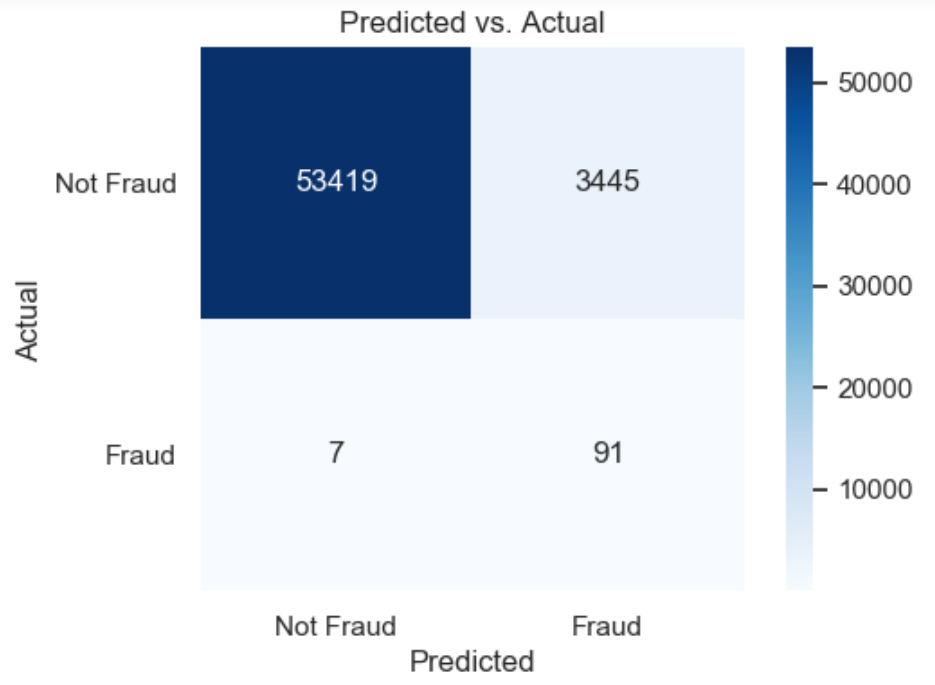 Predicted vs. Actual
Not Fraud
53419
3445
Fraud
7
91
Actual
Not Fraud
Fraud
Predicted
50000
40000
30000
20000
10000